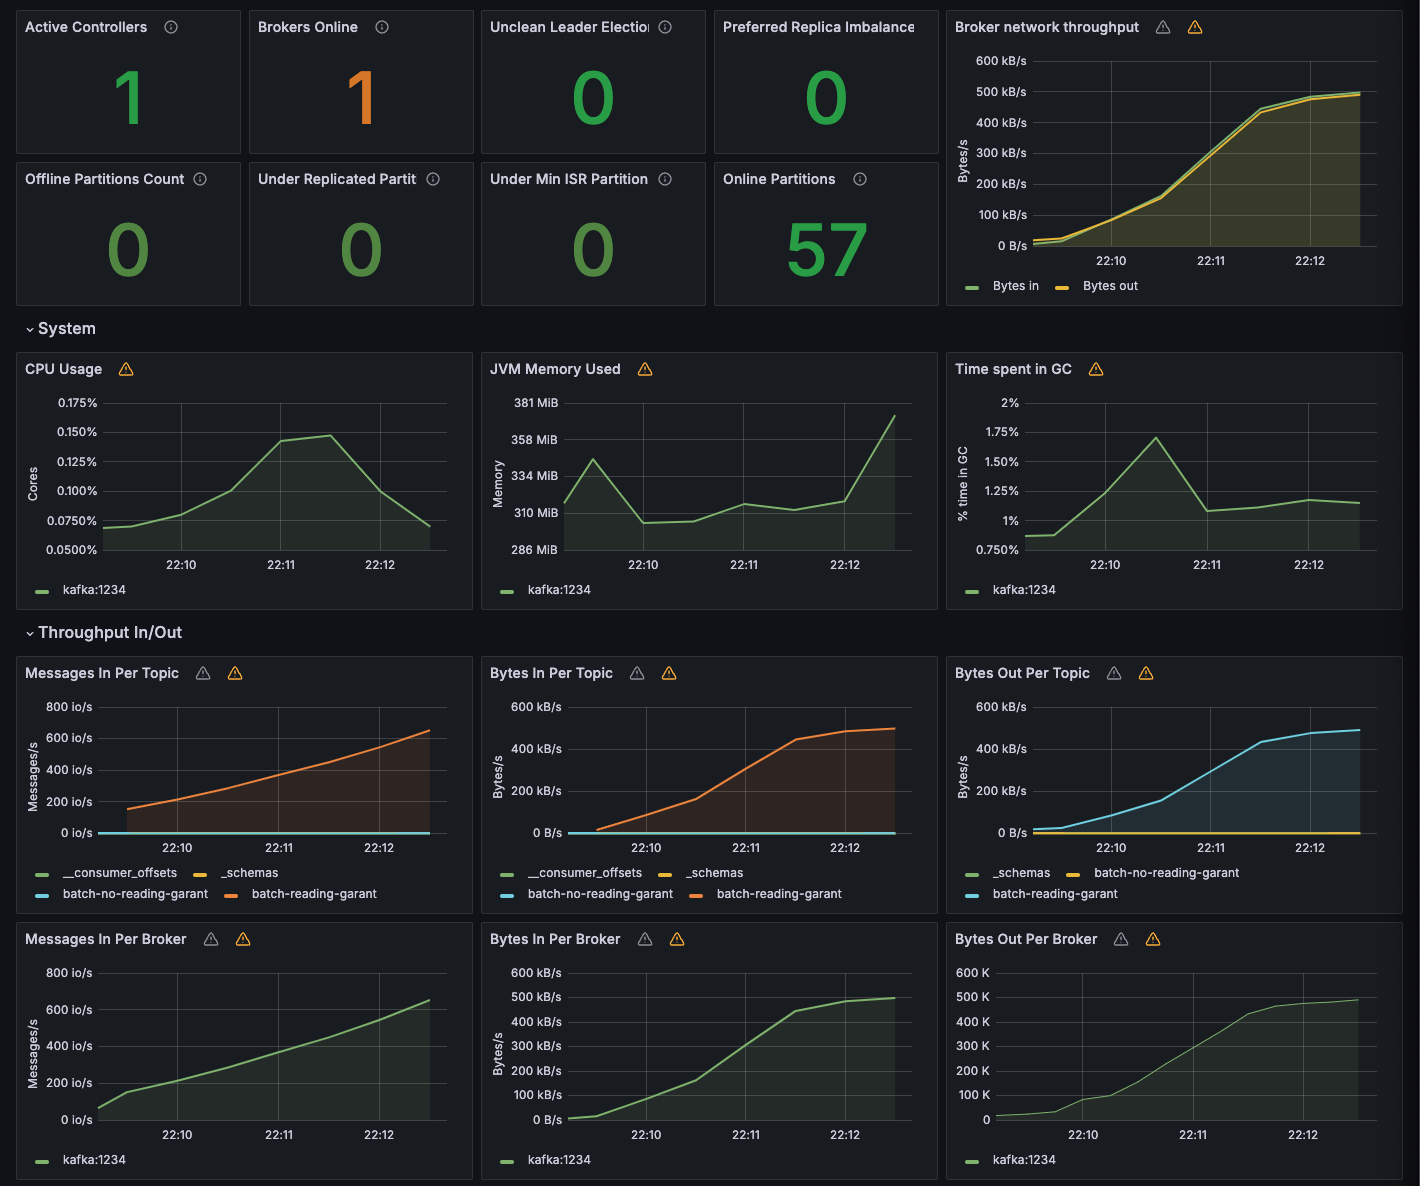 Active Controllers
1
Brokers Online
1
Unclean Leader Election
0
Preferred Replica Imbalance
0
Broker network throughput
600 kB/s
500 kB/s
400 kB/s
300 kB/s
200 kB/s
100 kB/s
0 B/s
Bytes/s
22:10 22:11 22:12
Bytes in Bytes out
Offline Partitions Count
0
Under Replicated Partit
0
Under Min ISR Partition
0
Online Partitions
57
System
CPU Usage
0.175%
0.150%
0.125%
0.100%
0.0750%
0.0500%
Cores
22:10 22:11 22:12
kafka:1234
JVM Memory Used
381 MiB
358 MiB
334 MiB
310 MiB
286 MiB
Memory
22:10 22:11 22:12
kafka:1234
Time spent in GC
2%
1.75%
1.50%
1.25%
1%
0.750%
% time in GC
22:10 22:11 22:12
kafka:1234
Throughput In/Out
Messages In Per Topic
800 io/s
600 io/s
400 io/s
200 io/s
0 io/s
Messages/s
22:10 22:11 22:12
__consumer_offsets _schemas
batch-no-reading-garant batch-reading-garant
Bytes In Per Topic
600 kB/s
400 kB/s
200 kB/s
0 B/s
Bytes/s
22:10 22:11 22:12
__consumer_offsets _schemas
batch-no-reading-garant batch-reading-garant
Bytes Out Per Topic
600 kB/s
400 kB/s
200 kB/s
0 B/s
Bytes/s
22:10 22:11 22:12
_schemas batch-no-reading-garant
batch-reading-garant
Messages In Per Broker
800 io/s
600 io/s
400 io/s
200 io/s
0 io/s
Messages/s
22:10 22:11 22:12
kafka:1234
Bytes In Per Broker
600 kB/s
500 kB/s
400 kB/s
300 kB/s
200 kB/s
100 kB/s
0 B/s
Bytes/s
22:10 22:11 22:12
kafka:1234
Bytes Out Per Broker
600 K
500 K
400 K
300 K
200 K
100 K
0
22:10 22:11 22:12
kafka:1234